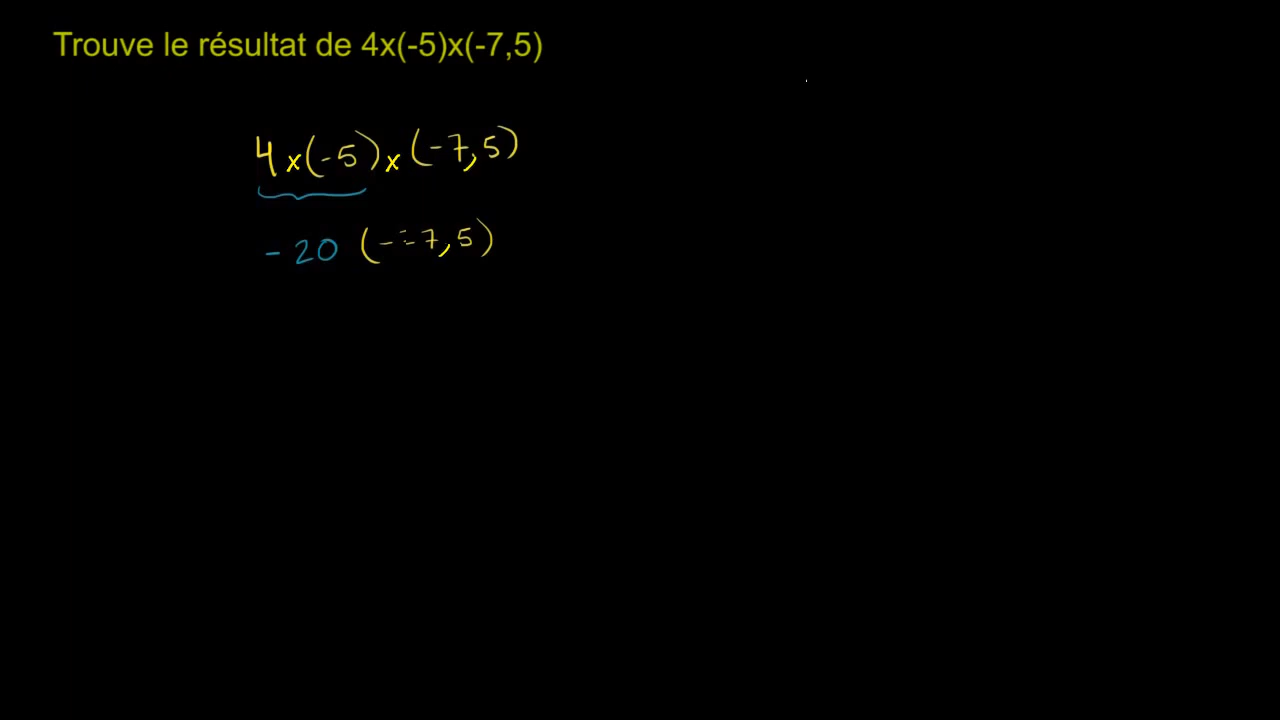 Trouve le résultat de 4x(-5)x(-7,5)
4x(-5)x(-7,5)
-20 (--7,5)